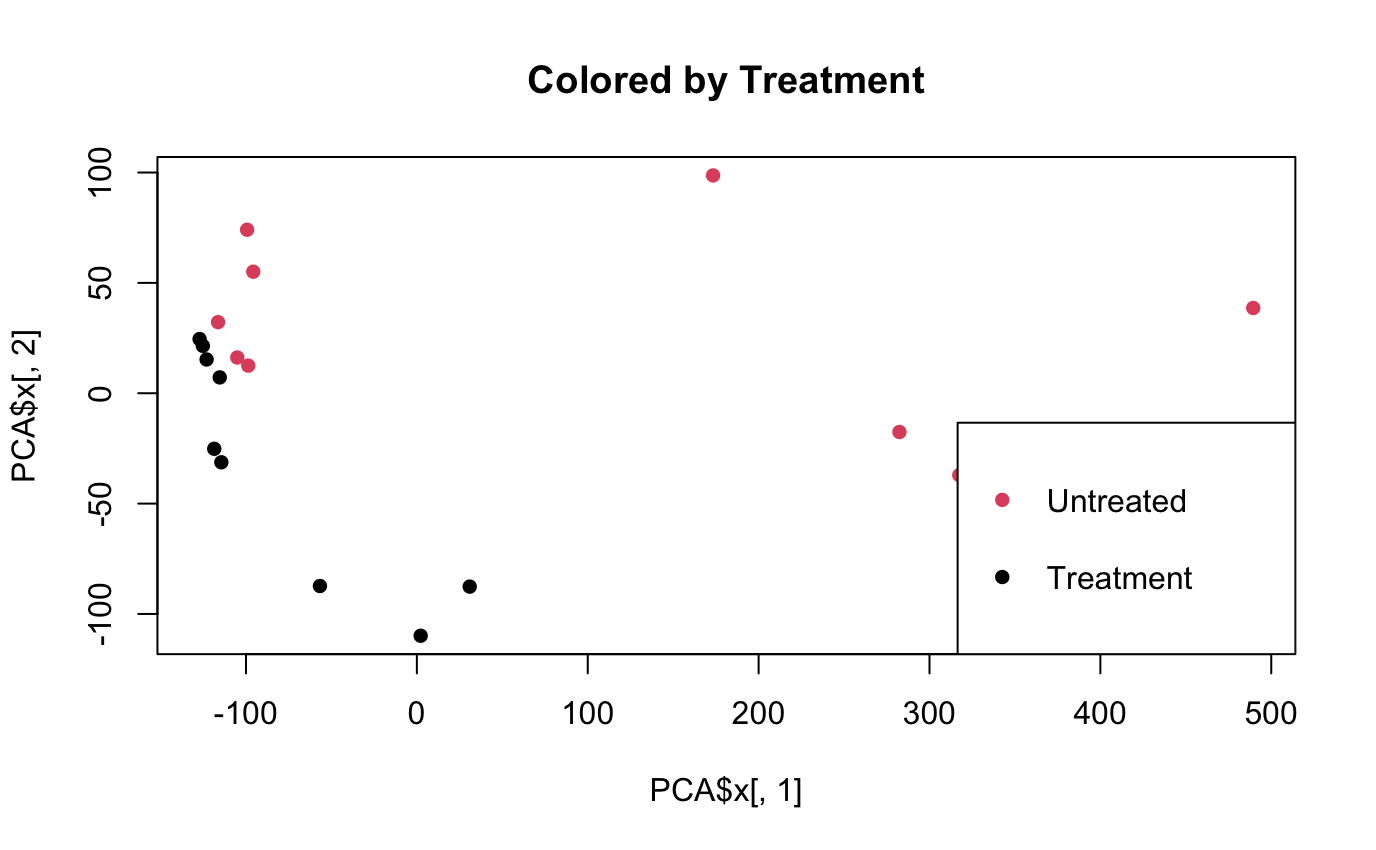 Colored by Treatment
PCA$x[, 2]
100
50
0
-50
-100
Untreated
Treatment
-100 0 100 200 300 400 500
PCA$x[, 1]